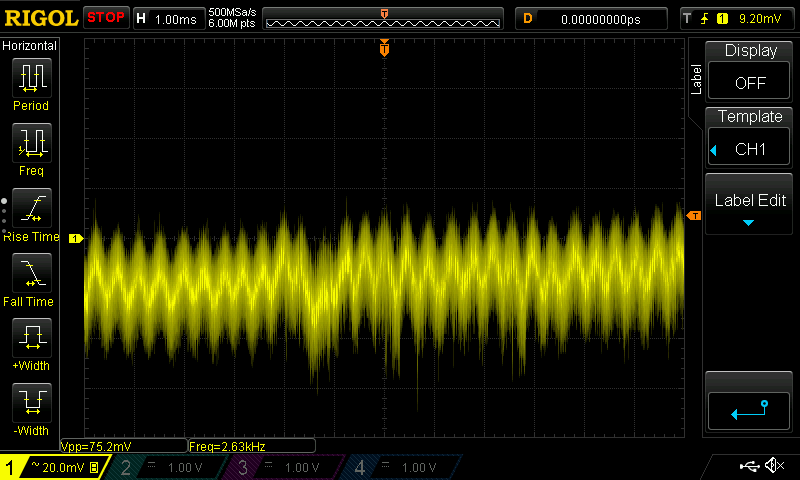 RIGOL STOP H 1.00ms 500MSa/s 6.00M pts T D 0.00000000ps T 1 9.20mV
Horizontal
Period
Freq
Rise Time
Fall Time
+Width
-Width
T
1
T
Label
Display
OFF
Template
CH1
Label Edit
Vpp=75.2mV Freq=2.63kHz
1 ~ 20.0mV B 2 1.00 V 3 1.00 V 4 1.00 V